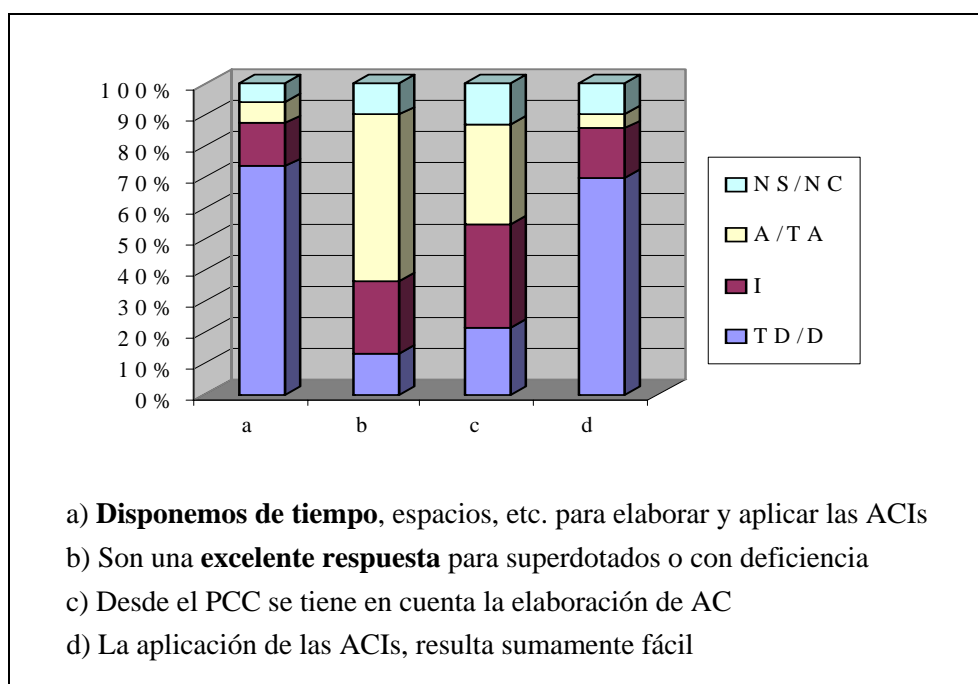 100%
90%
80%
70%
60%
50%
40%
30%
20%
10%
0%
a b c d
NS/NC
A/TA
I
TD/D
a) Disponemos de tiempo, espacios, etc. para elaborar y aplicar las ACIs
b) Son una excelente respuesta para superdotados o con deficiencia
c) Desde el PCC se tiene en cuenta la elaboración de AC
d) La aplicación de las ACIs, resulta sumamente fácil